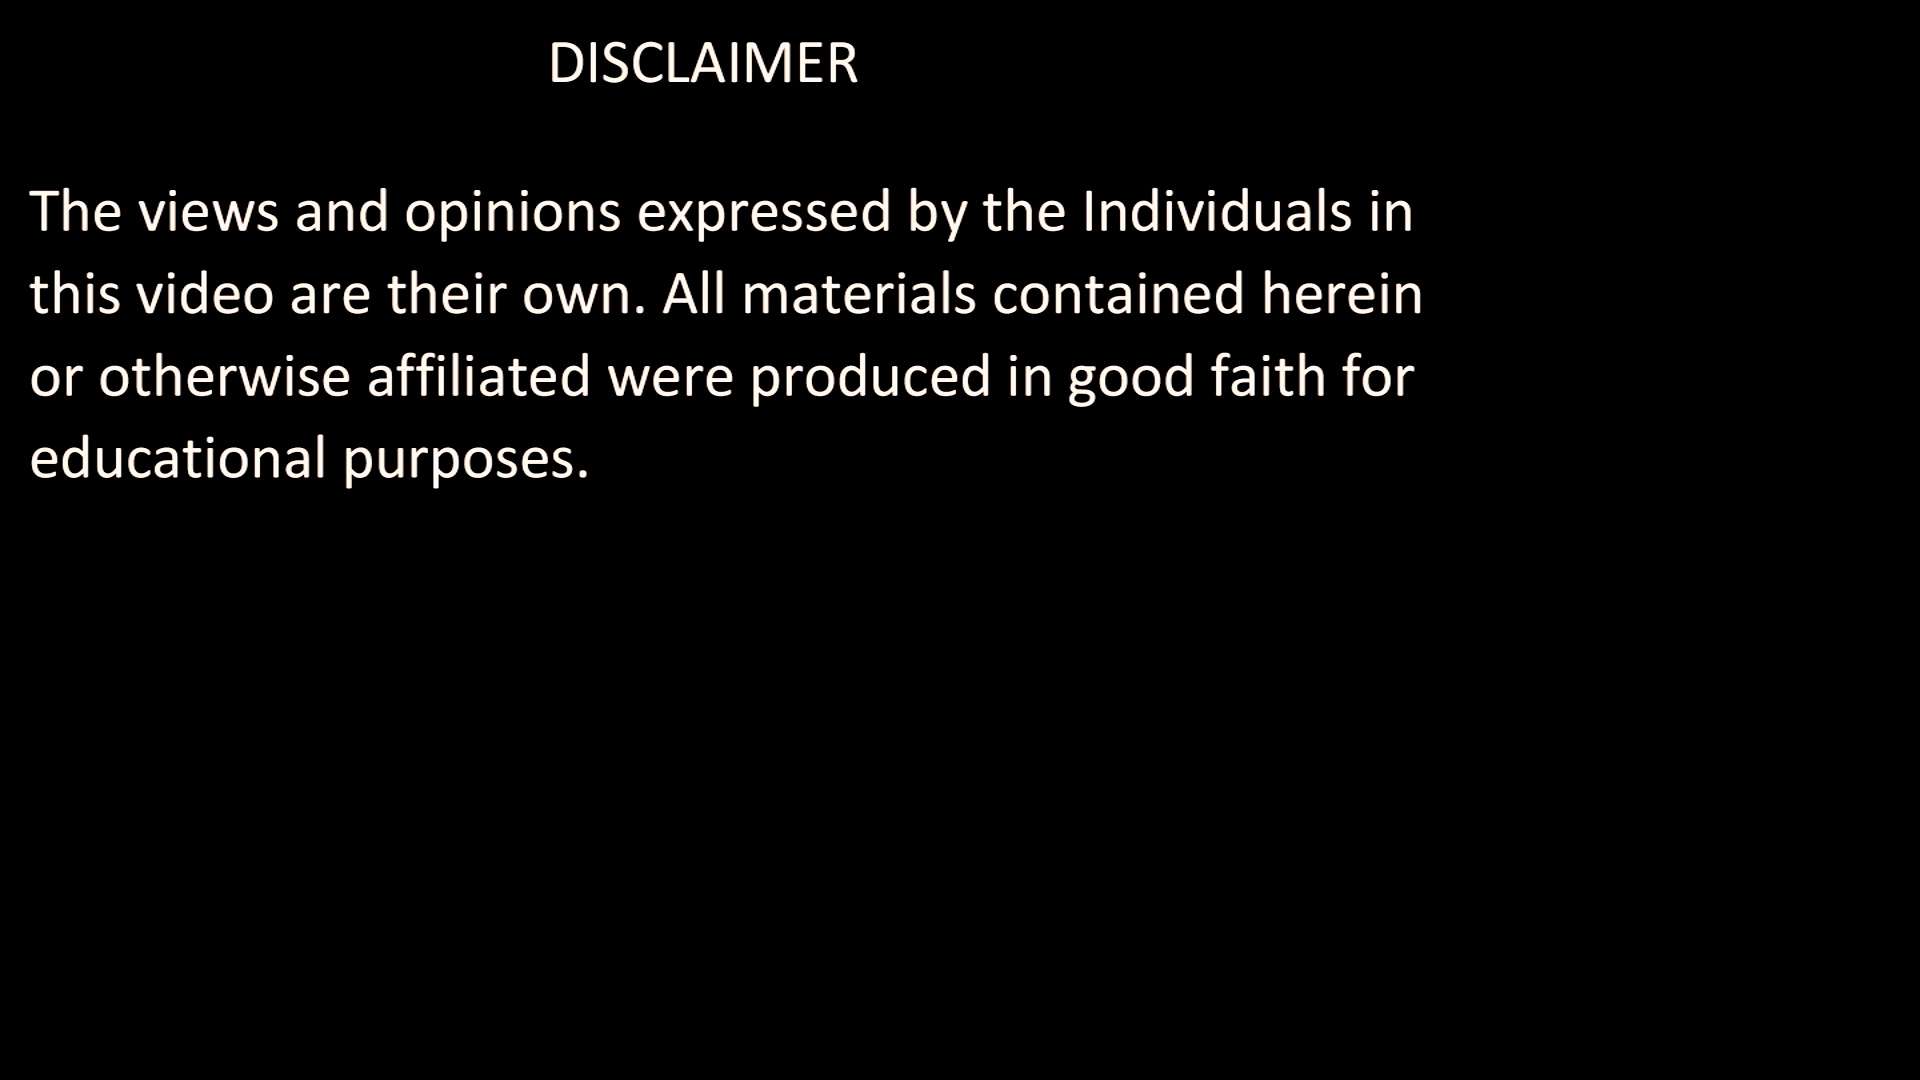 DISCLAIMER
The views and opinions expressed by the Individuals in
this video are their own. All materials contained herein
or otherwise affiliated were produced in good faith for
educational purposes.